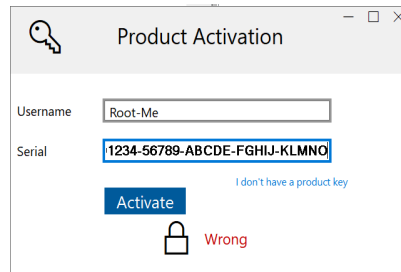 Product Activation
Username
Root-Me
Serial
1234-56789-ABCDE-FGHIJ-KLMNO
I don't have a product key
Activate
Wrong